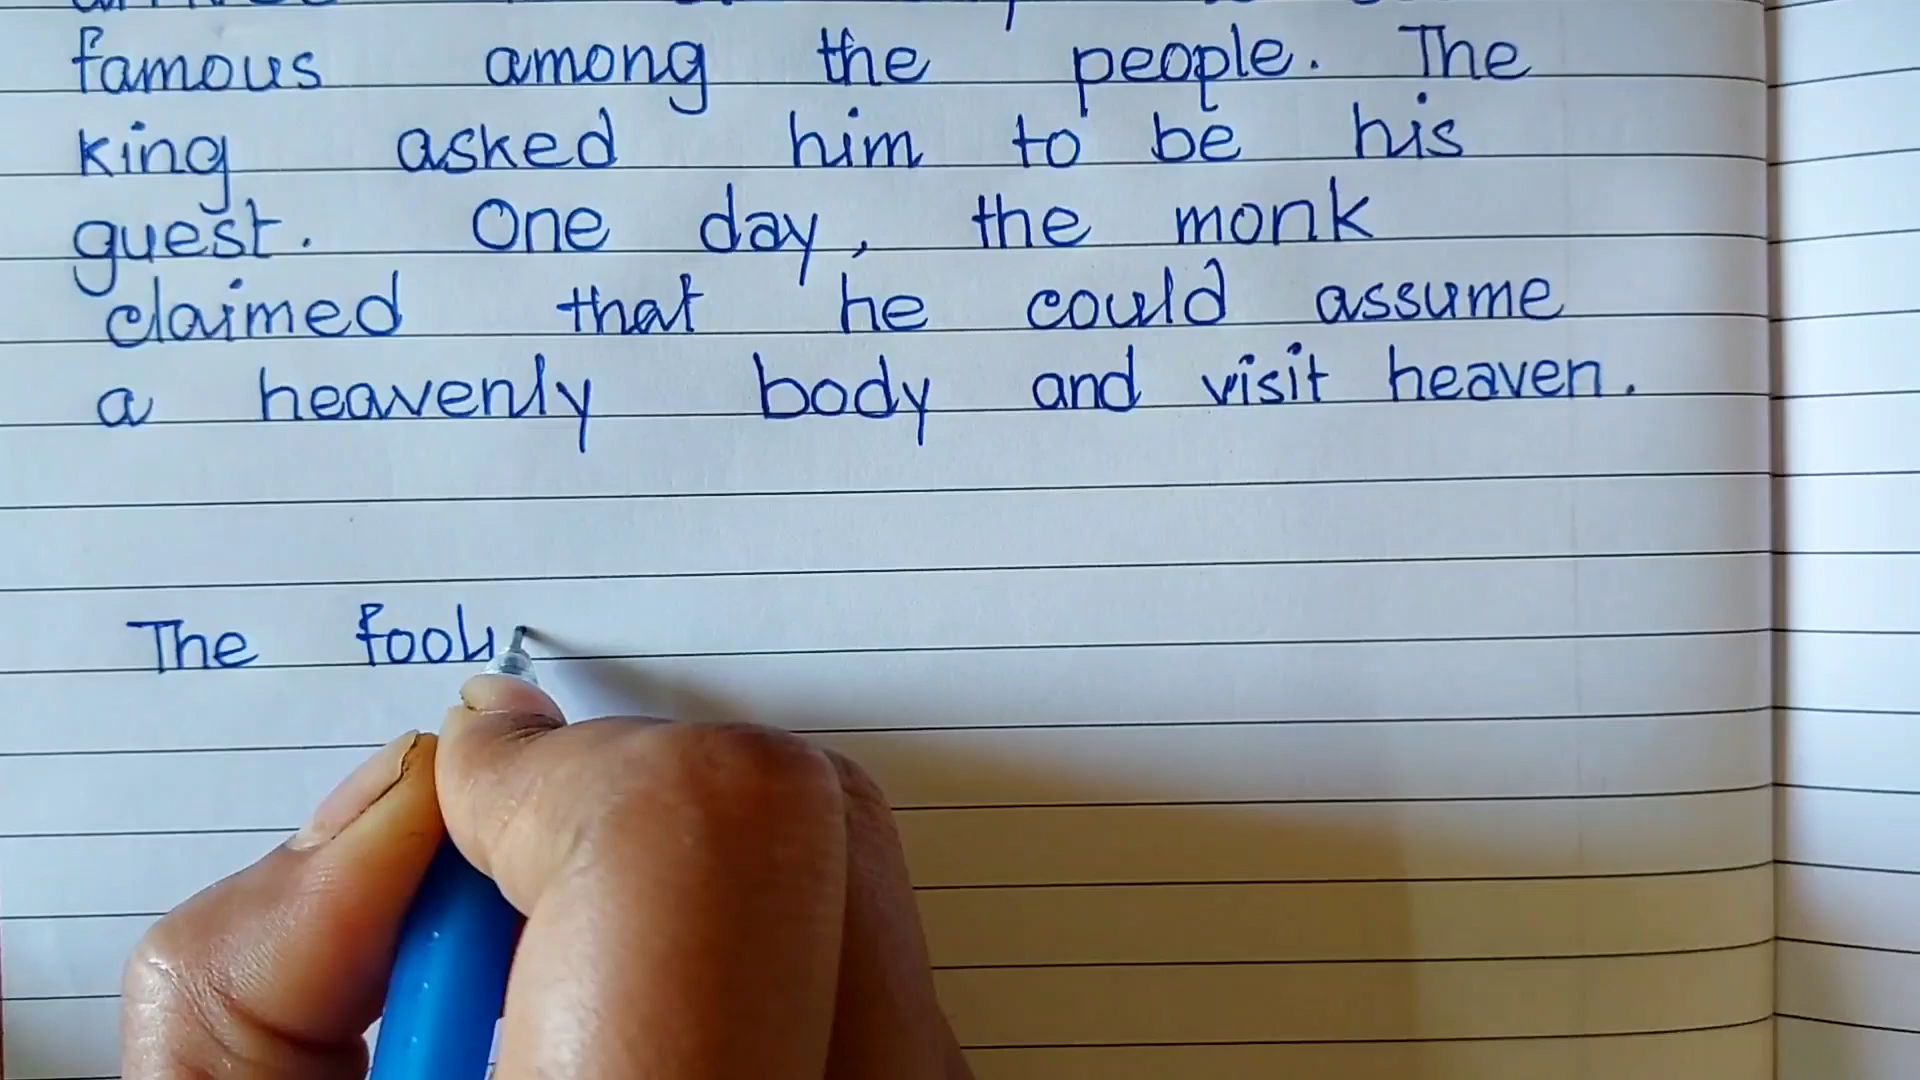 famous among the people. The
king asked him to be his
guest. One day, the monk
claimed that he could assume
a heavenly body and visit heaven.
The